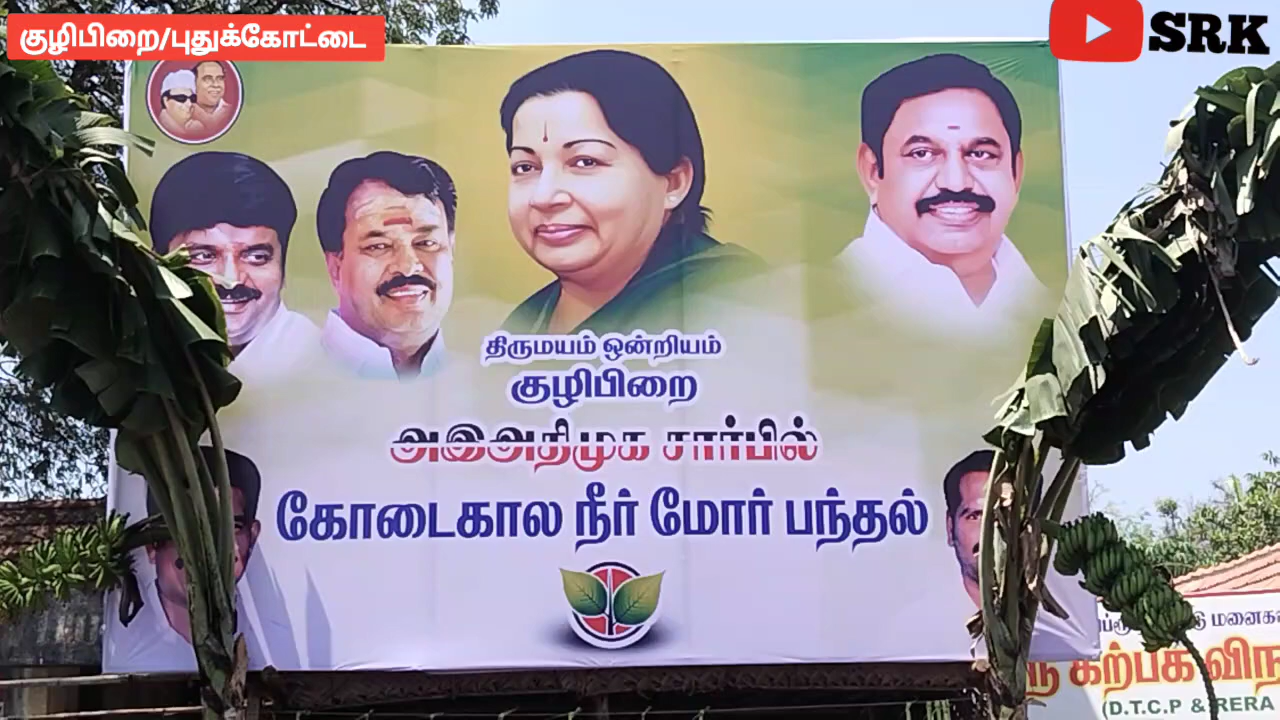 குழிபிறை/புதுக்கோட்டை
SRK
திருமயம் ஒன்றியம்
குழிபிறை
அஇஅதிமுக சார்பில்
கோடைகால நீர் மோர் பந்தல்
கற்பக
(D.T.C.P & RERA